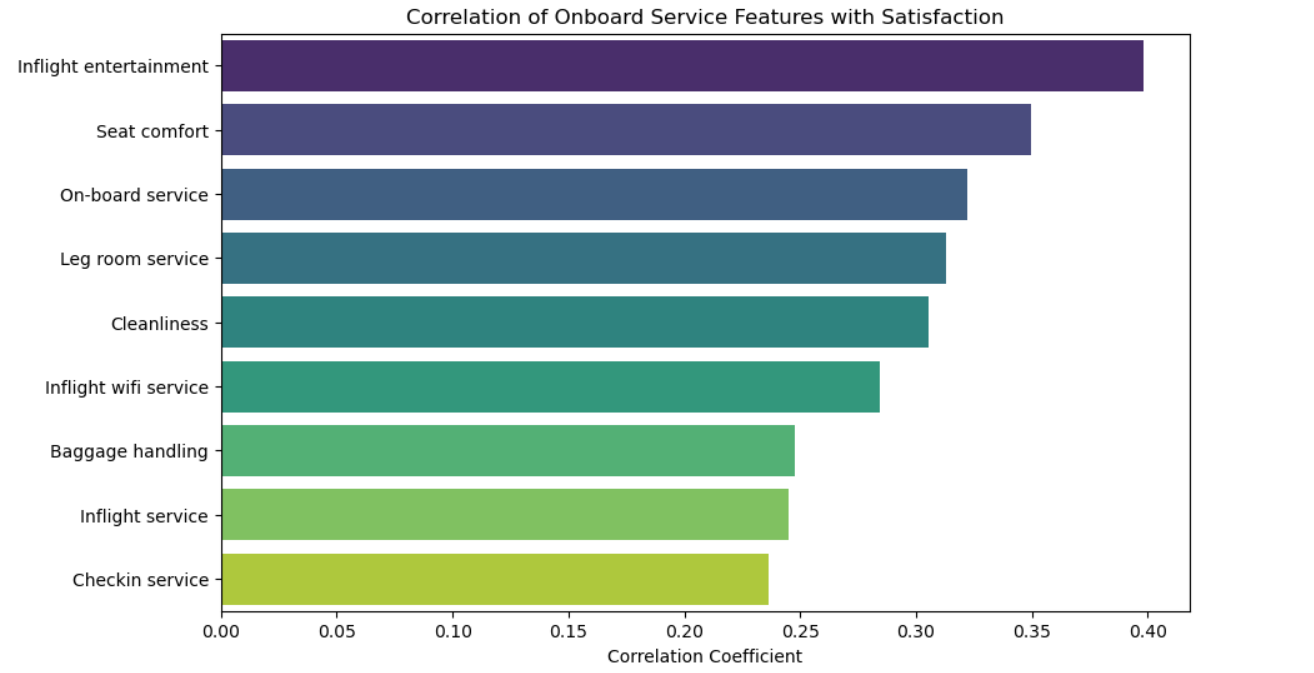 Correlation of Onboard Service Features with Satisfaction
Inflight entertainment
Seat comfort
On-board service
Leg room service
Cleanliness
Inflight wifi service
Baggage handling
Inflight service
Checkin service
0.00 0.05 0.10 0.15 0.20 0.25 0.30 0.35 0.40
Correlation Coefficient